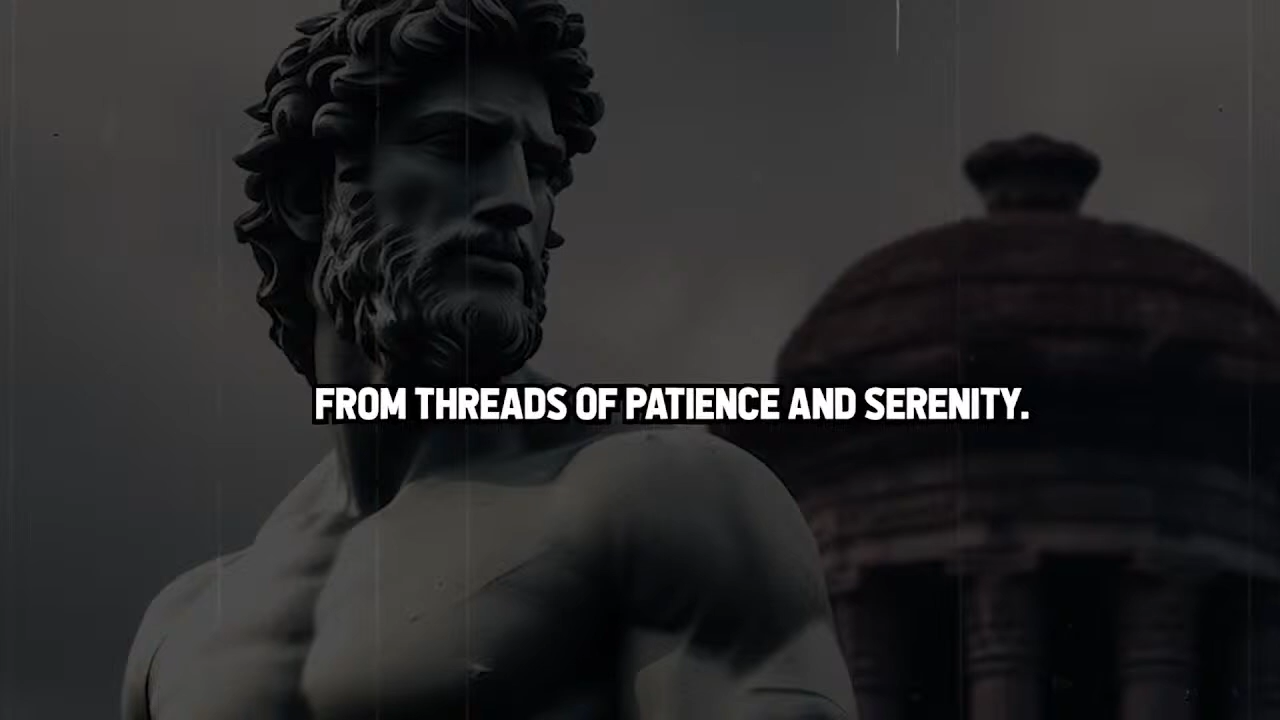 FROM THREADS OF PATIENCE AND SERENITY.